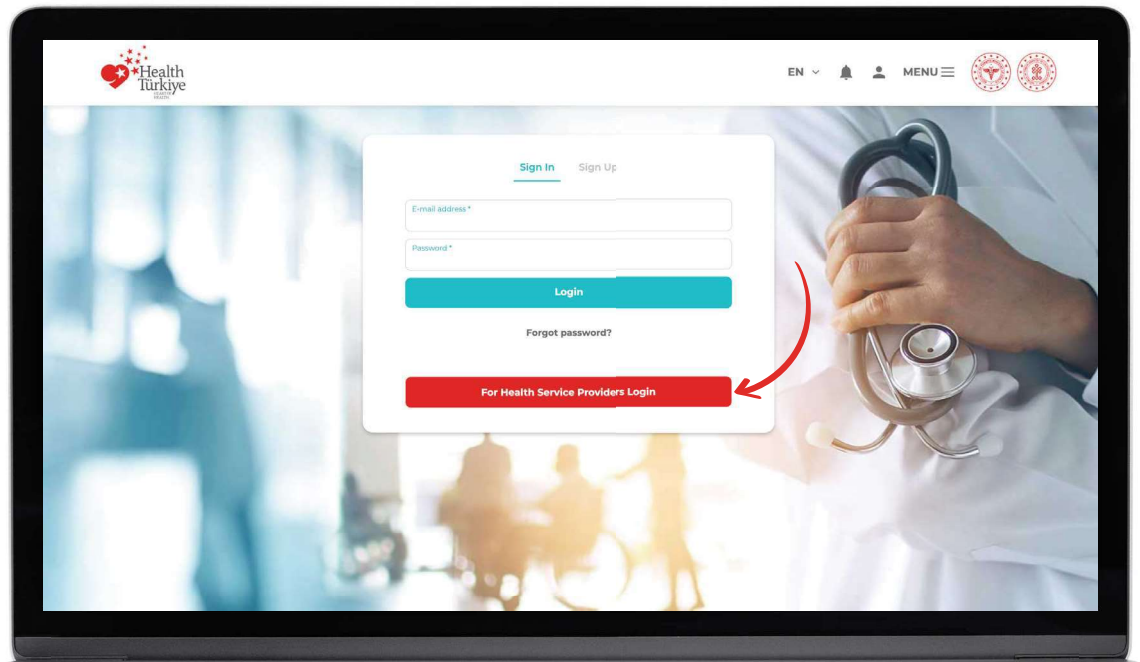 Health
Türkiye
EN
MENU
Sign In
Sign Up
E-mail address *
Password *
Login
Forgot password?
For Health Service Providers Login